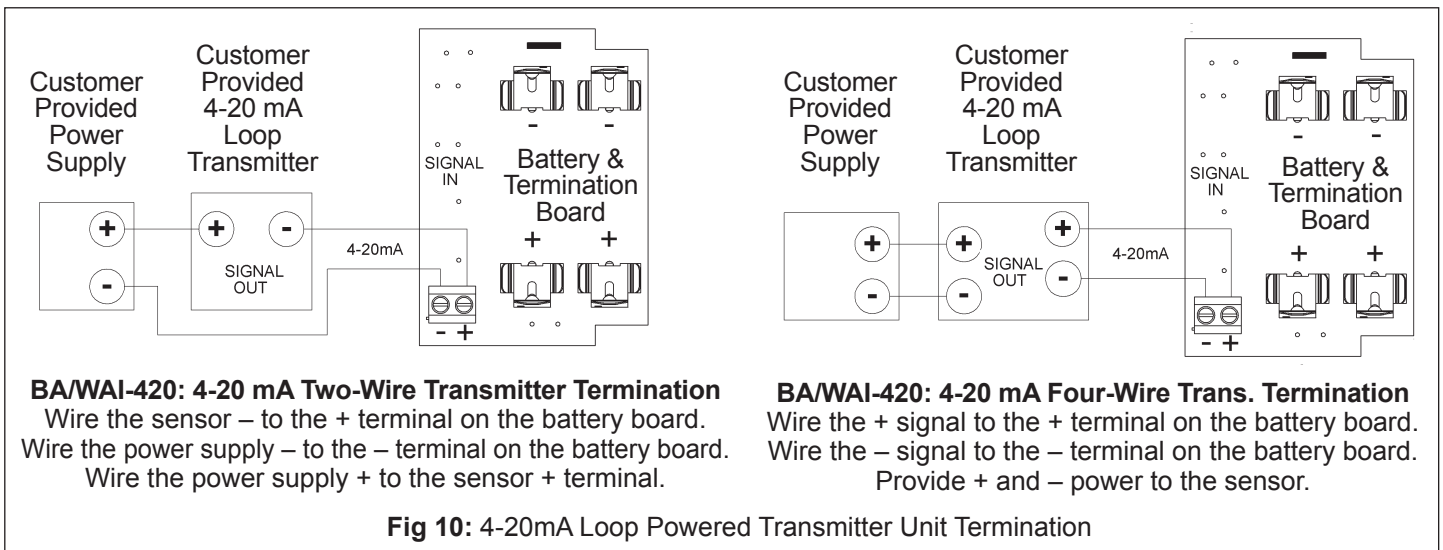 Customer
Provided
Power
Supply
Customer
Provided
4-20 mA
Loop
Transmitter
+
-
+
-
SIGNAL
OUT
4-20mA
SIGNAL
IN
-
-
Battery &
Termination
Board
+
+
- +
BA/WAI-420: 4-20 mA Two-Wire Transmitter Termination
Wire the sensor – to the + terminal on the battery board.
Wire the power supply – to the – terminal on the battery board.
Wire the power supply + to the sensor + terminal.
Customer
Provided
Power
Supply
Customer
Provided
4-20 mA
Loop
Transmitter
+
-
+
-
SIGNAL
OUT
+
-
4-20mA
SIGNAL
IN
-
-
Battery &
Termination
Board
+
+
- +
BA/WAI-420: 4-20 mA Four-Wire Trans. Termination
Wire the + signal to the + terminal on the battery board.
Wire the – signal to the – terminal on the battery board.
Provide + and – power to the sensor.
Fig 10: 4-20mA Loop Powered Transmitter Unit Termination